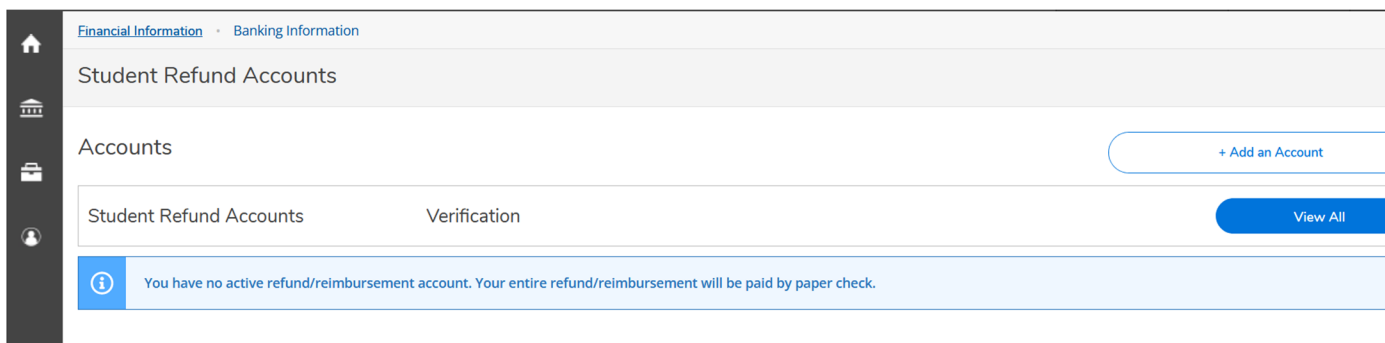 Financial Information • Banking Information
Student Refund Accounts
Accounts
+ Add an Account
Student Refund Accounts Verification View All
You have no active refund/reimbursement account. Your entire refund/reimbursement will be paid by paper check.